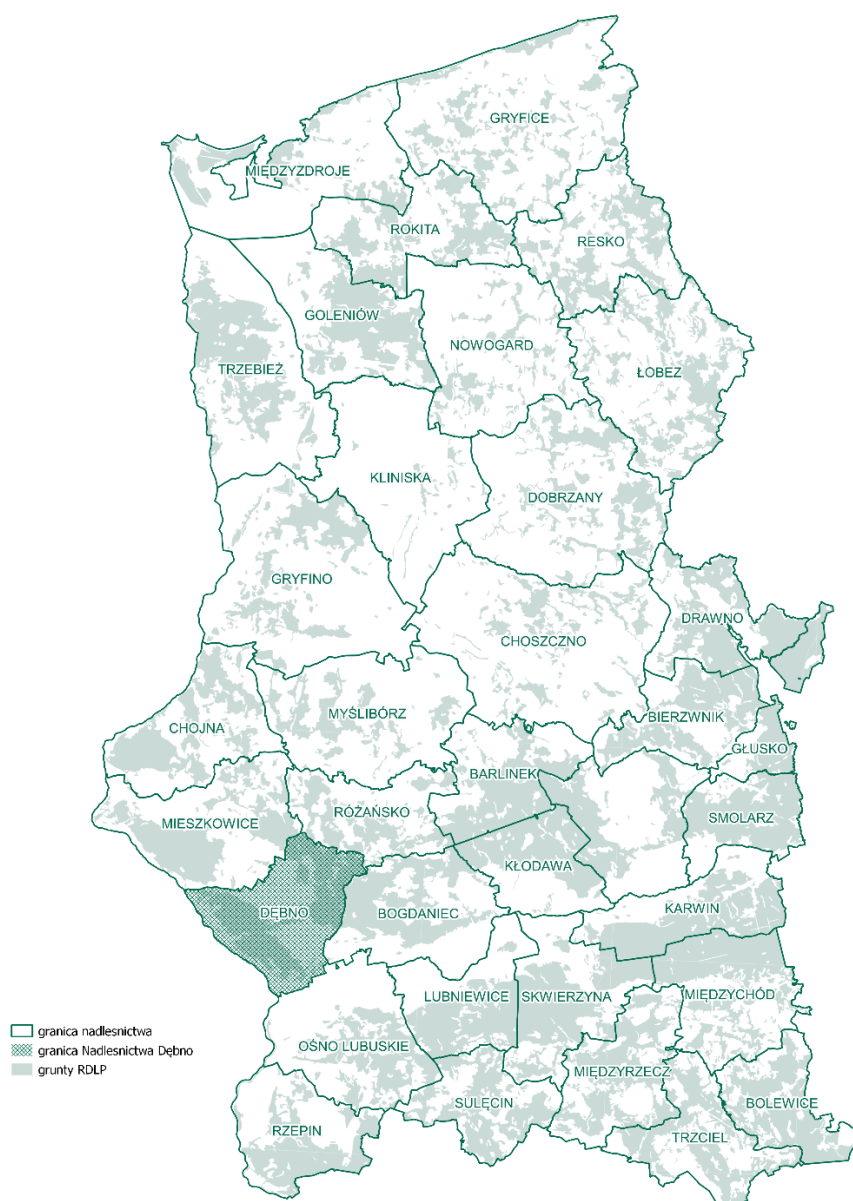 GRYFICE
MIĘDZYZDROJE
ROKITA
RESKO
GOLENIÓW
NOWOGARD
TRZEBIEŻ
ŁOBEZ
KLINISKA
DOBRZANY
GRYFINO
DRAWNO
CHOSZCZNO
CHOJNA
MYŚLIBÓRZ
BIERZWNIK
GŁUSKO
BARLINEK
RÓŻAŃSKO
SMOLARZ
MIESZKOWICE
KŁODAWA
DĘBNO
BOGDANIEC
KARWIN
LUBNIEWICE
SKWIERZYNA
MIĘDZYCHÓD
granica nadlesnictwa
granica Nadlesnictwa Dębno
grunty RDLP
OŚNO LUBUSKIE
MIĘDZYRZECZ
SULĘCIN
BOLEWICE
RZEPIN
TRZCIEL